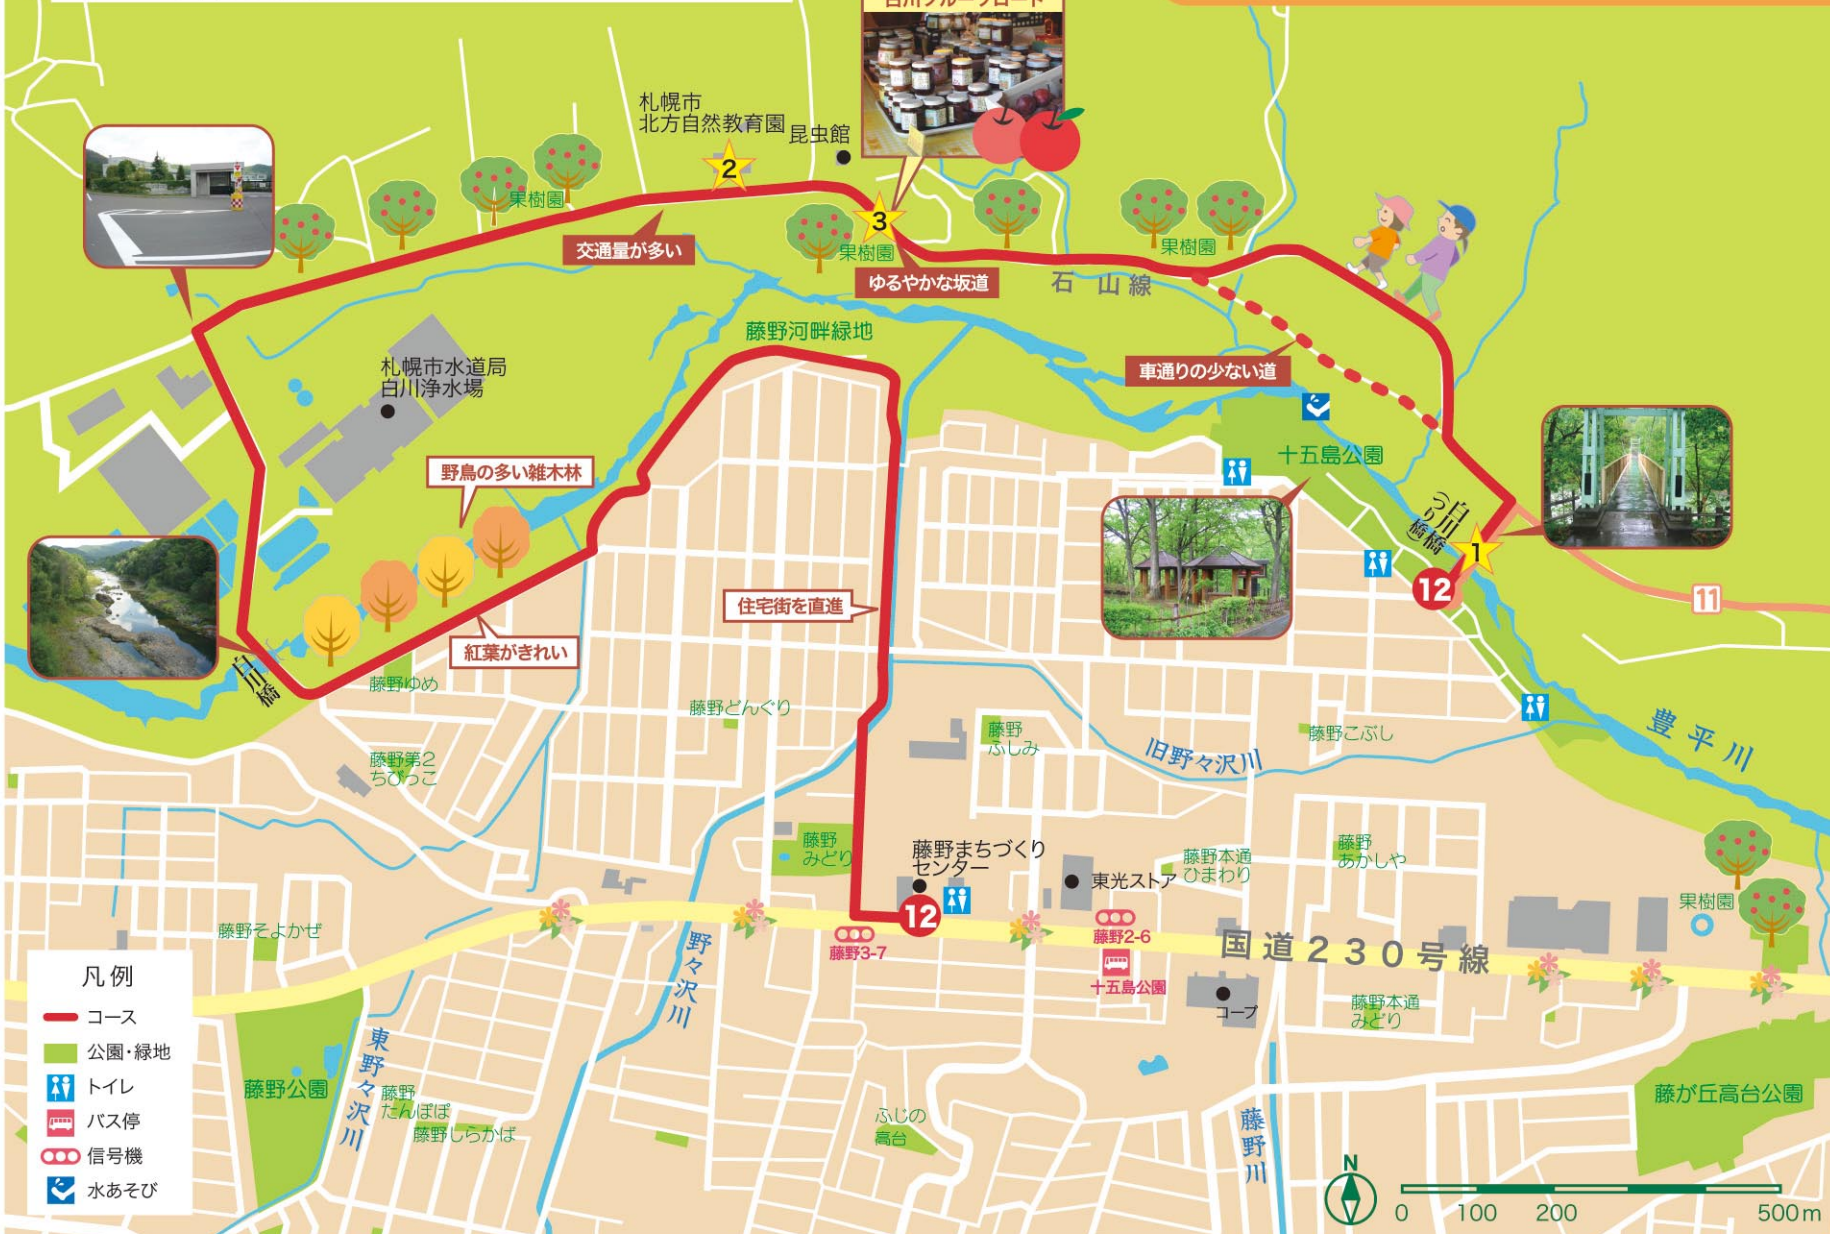 白川フルーツロード
札幌市
北方自然教育園
2
昆虫館
果樹園
3
交通量が多い
果樹園
果樹園
ゆるやかな坂道
石山線
藤野河畔緑地
車通りの少ない道
札幌市水道局
白川浄水場
野鳥の多い雑木林
十五島公園
白川橋
(つり橋)
1
12
11
住宅街を直進
紅葉がきれい
白川橋
藤野ゆめ
藤野どんぐり
藤野
ふしみ
旧野々沢川
藤野こぶし
豊平川
藤野第2
ちびっこ
藤野
みどり
藤野まちづくり
センター
東光ストア
藤野本通
ひまわり
藤野
あかしや
果樹園
12
藤野そよかぜ
藤野3-7
藤野2-6
十五島公園
国道230号線
野々沢川
コープ
藤野本通
みどり
凡例
コース
公園・緑地
トイレ
バス停
信号機
水あそび
藤野公園
東野々沢川
藤野
たんぽぽ
藤野しらかば
ふじの
高台
藤野川
藤が丘高台公園
N
0
100
200
500m